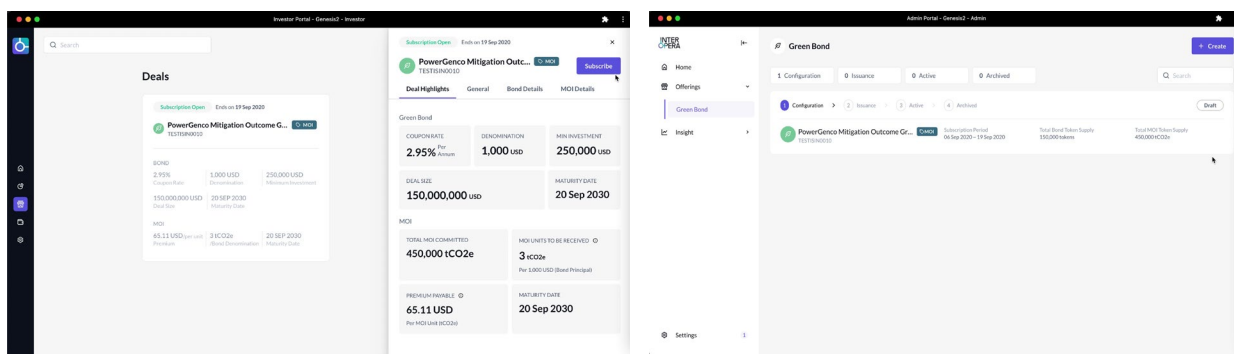 Investor Portal - Genesis2 - Investor
Search
Deals
Subscription Open Ends on 19 Sep 2020
PowerGenco Mitigation Outcome G... MOI
TESTISIN0010
BOND
2.95% 1,000 USD 250,000 USD
Coupon Rate Denomination Minimum Investment
150,000,000 USD 20 SEP 2030
Deal Size Maturity Date
MOI
65.11 USD/per unit 3 tCO2e 20 SEP 2030
Premium (Bond Denomination) Maturity Date
Subscription Open Ends on 19 Sep 2020
PowerGenco Mitigation Outc... MOI
TESTISIN0010
Subscribe
Deal Highlights General Bond Details MOI Details
Green Bond
COUPON RATE DENOMINATION MIN INVESTMENT
2.95% Per Annum 1,000 USD 250,000 USD
DEAL SIZE MATURITY DATE
150,000,000 USD 20 Sep 2030
MOI
TOTAL MOI COMMITTED MOI UNITS TO BE RECEIVED
450,000 tCO2e 3 tCO2e
Per 1,000 USD (Bond Principal)
PREMIUM PAYABLE MATURITY DATE
65.11 USD 20 Sep 2030
Per MOI Unit (tCO2e)
Admin Portal - Genesis2 - Admin
INTER
OPERA
Home
Offerings
Green Bond
Insight
Settings 1
Green Bond
+ Create
1 Configuration 0 Issuance 0 Active 0 Archived Search
1 Configuration > 2 Issuance > 3 Active > 4 Archived Draft
PowerGenco Mitigation Outcome Gr... MOI Subscription Period Total Bond Token Supply Total MOI Token Supply
TESTISIN0010 06 Sep 2020 – 19 Sep 2020 150,000 tokens 450,000 tCO2e